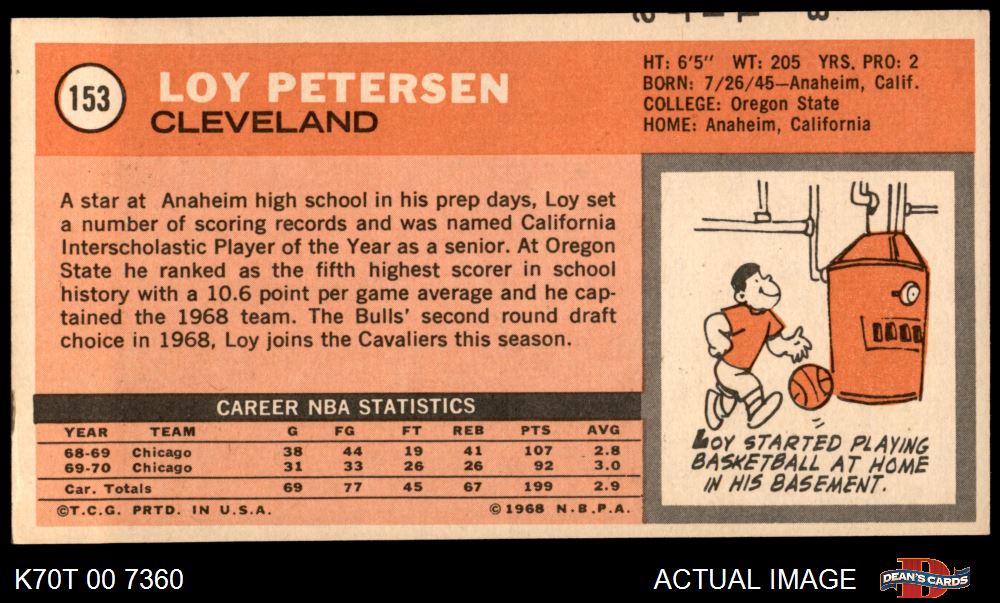 153
LOY PETERSEN
CLEVELAND
HT: 6'5" WT: 205 YRS. PRO: 2
BORN: 7/26/45—Anaheim, Calif.
COLLEGE: Oregon State
HOME: Anaheim, California
A star at Anaheim high school in his prep days, Loy set
a number of scoring records and was named California
Interscholastic Player of the Year as a senior. At Oregon
State he ranked as the fifth highest scorer in school
history with a 10.6 point per game average and he cap-
tained the 1968 team. The Bulls' second round draft
choice in 1968, Loy joins the Cavaliers this season.
CAREER NBA STATISTICS
YEAR TEAM G FG FT REB PTS AVG
68-69 Chicago 38 44 19 41 107 2.8
69-70 Chicago 31 33 26 26 92 3.0
Car. Totals 69 77 45 67 199 2.9
©T.C.G. PRTD. IN U.S.A. ©1968 N.B.P.A.
LOY STARTED PLAYING
BASKETBALL AT HOME
IN HIS BASEMENT.
K70T 00 7360
ACTUAL IMAGE
DEAN'S CARDS